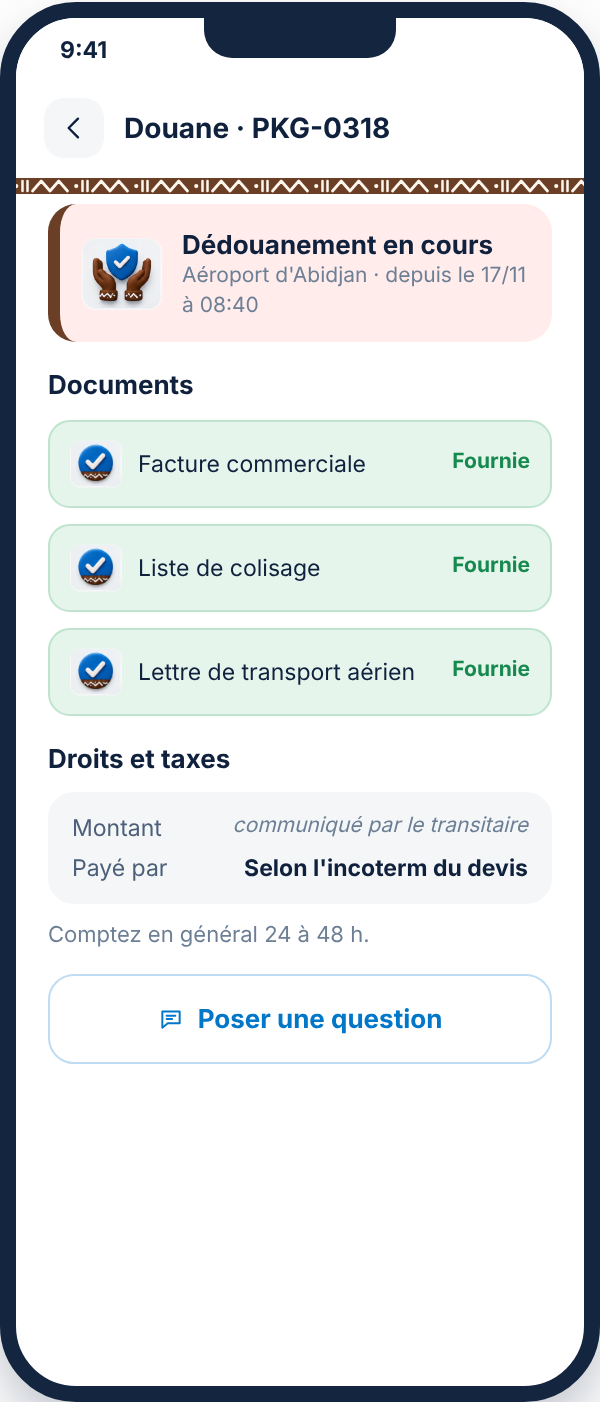 9:41
Douane · PKG-0318
Dédouanement en cours
Aéroport d'Abidjan · depuis le 17/11
à 08:40
Documents
Facture commerciale Fournie
Liste de colisage Fournie
Lettre de transport aérien Fournie
Droits et taxes
Montant communiqué par le transitaire
Payé par Selon l'incoterm du devis
Comptez en général 24 à 48 h.
Poser une question